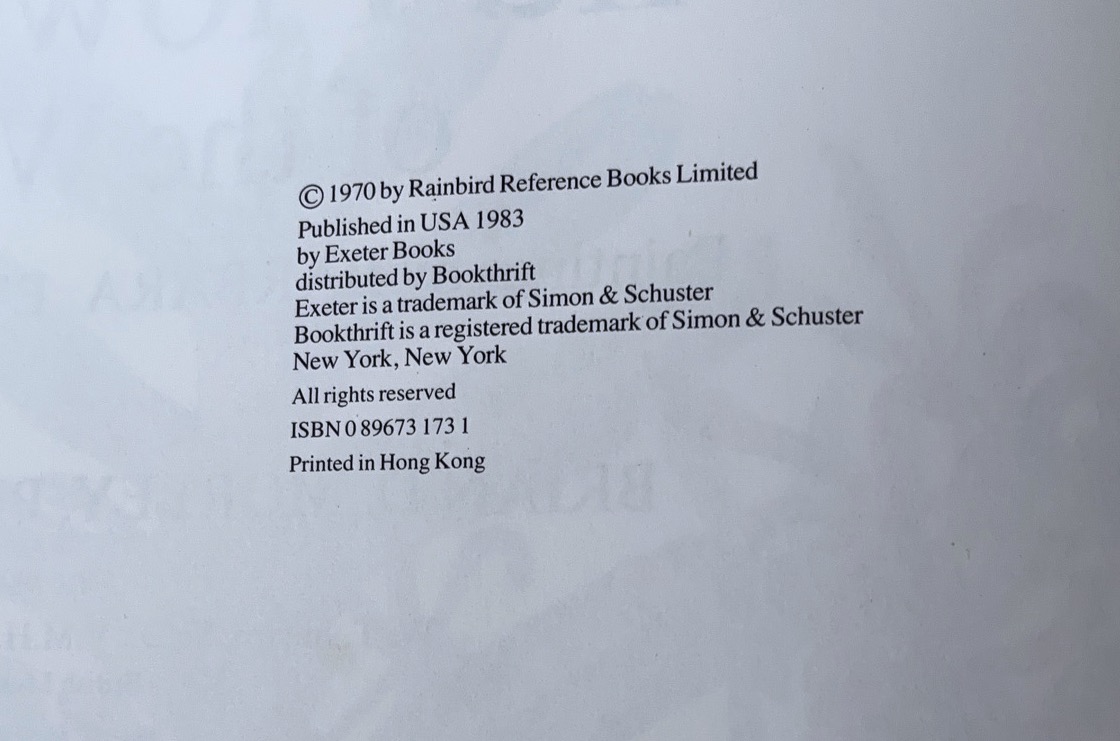 © 1970 by Rainbird Reference Books Limited
Published in USA 1983
by Exeter Books
distributed by Bookthrift
Exeter is a trademark of Simon & Schuster
Bookthrift is a registered trademark of Simon & Schuster
New York, New York
All rights reserved
ISBN 0 89673 173 1
Printed in Hong Kong